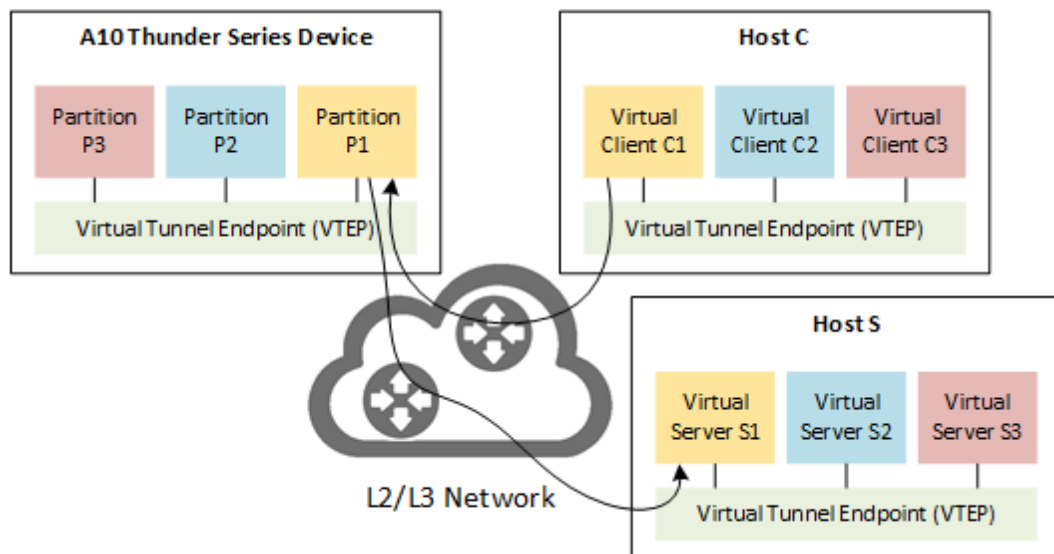 A10 Thunder Series Device
Partition
P3
Partition
P2
Partition
P1
Virtual Tunnel Endpoint (VTEP)
Host C
Virtual
Client C1
Virtual
Client C2
Virtual
Client C3
Virtual Tunnel Endpoint (VTEP)
Host S
Virtual
Server S1
Virtual
Server S2
Virtual
Server S3
Virtual Tunnel Endpoint (VTEP)
L2/L3 Network